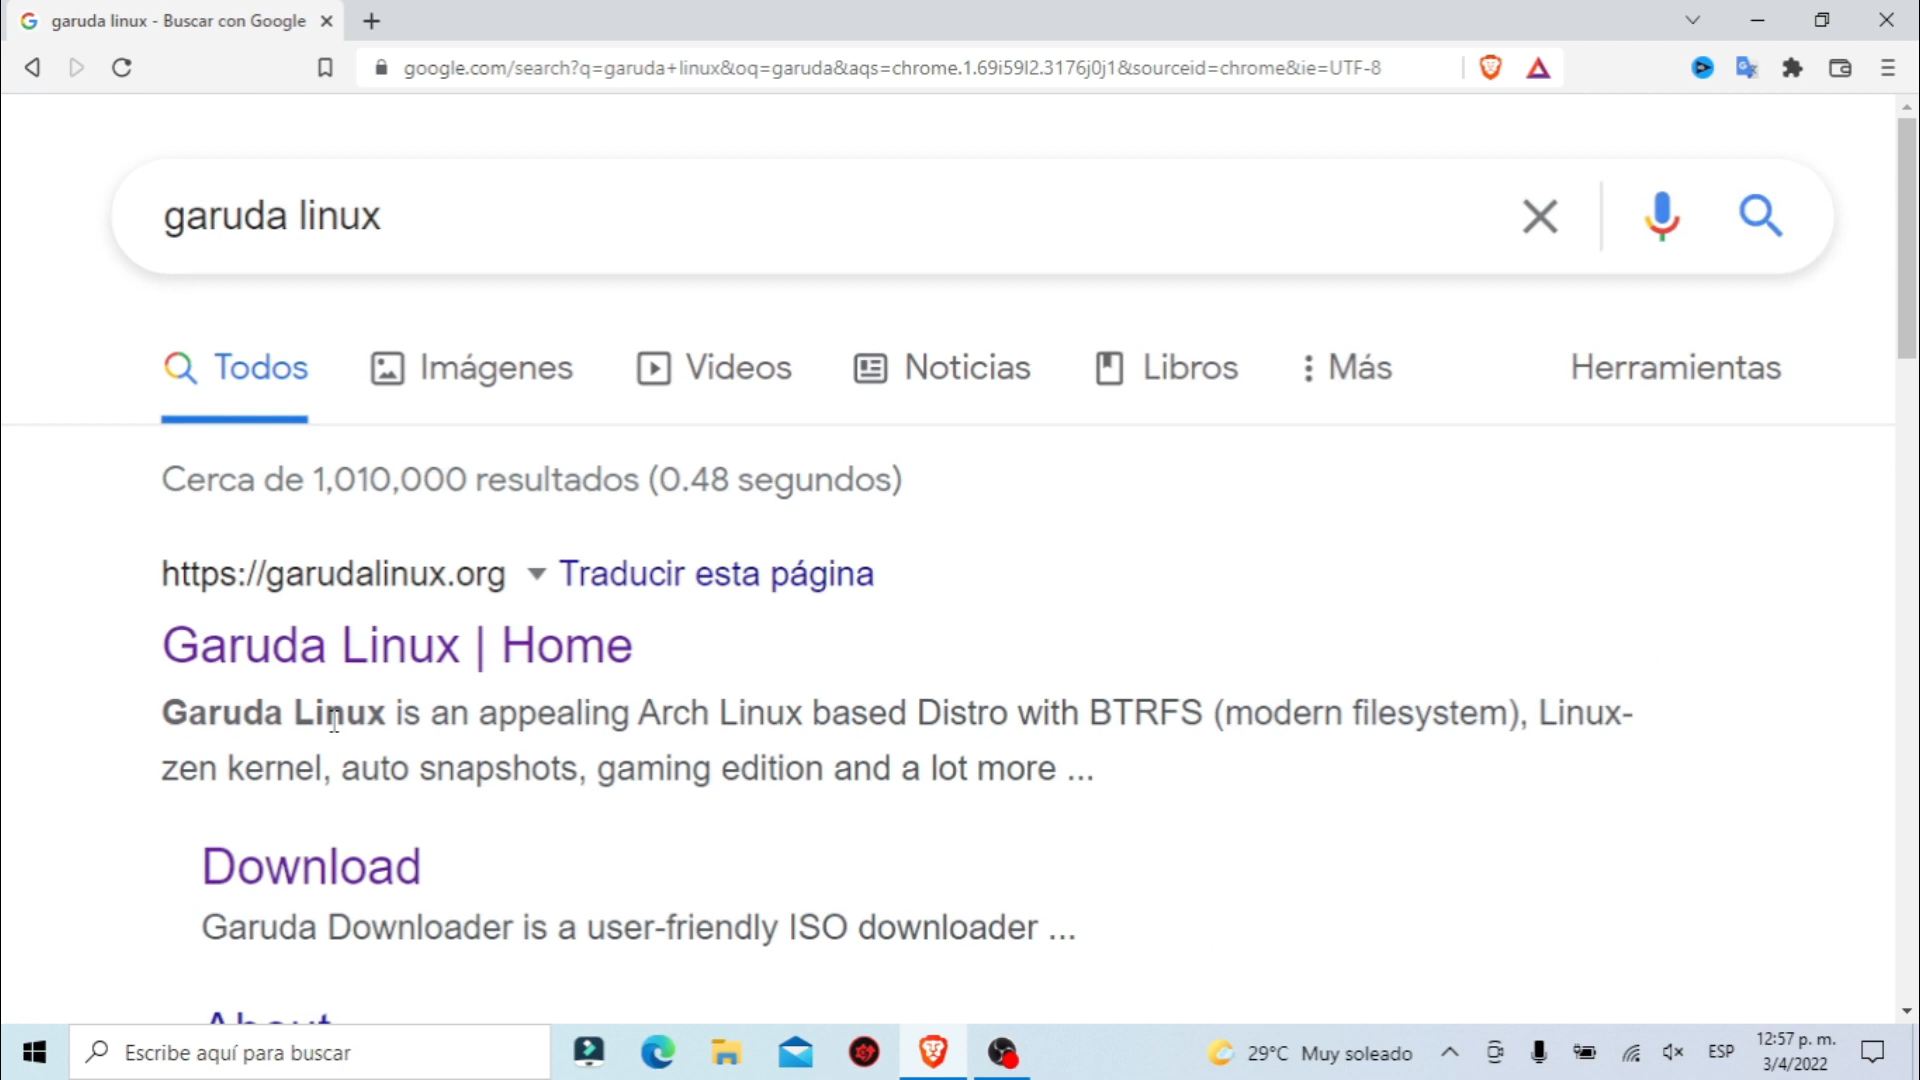 garuda linux - Buscar con Google
google.com/search?q=garuda+linux&oq=garuda&aqs=chrome.1.69i59l2.3176j0j1&sourceid=chrome&ie=UTF-8
garuda linux
Todos Imágenes Videos Noticias Libros Más Herramientas
Cerca de 1,010,000 resultados (0.48 segundos)
https://garudalinux.org Traducir esta página
Garuda Linux | Home
Garuda Linux is an appealing Arch Linux based Distro with BTRFS (modern filesystem), Linux-
zen kernel, auto snapshots, gaming edition and a lot more ...
Download
Garuda Downloader is a user-friendly ISO downloader ...
About
Escribe aquí para buscar
29°C Muy soleado
ESP
12:57 p. m.
3/4/2022